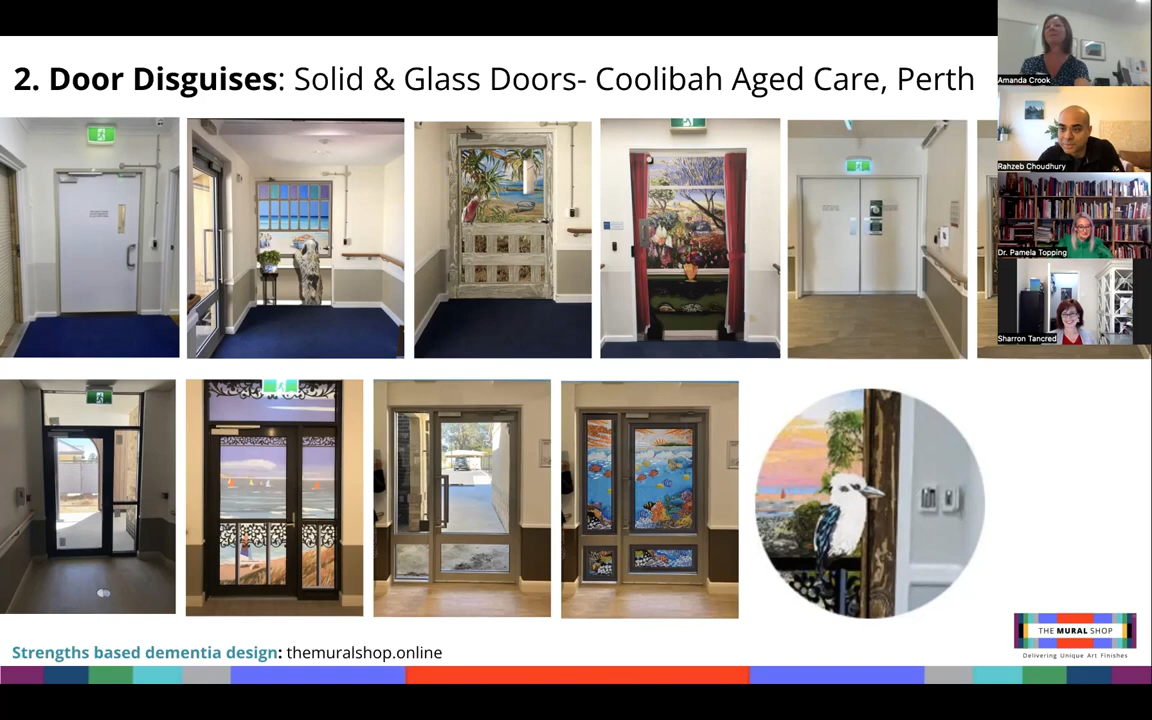 2. Door Disguises: Solid & Glass Doors- Coolibah Aged Care, Perth
Amanda Crook
Rahzeb Choudhury
Dr. Pamela Topping
Sharron Tancred
THE MURAL SHOP
Delivering Unique Art Finishes
Strengths based dementia design: themuralshop.online